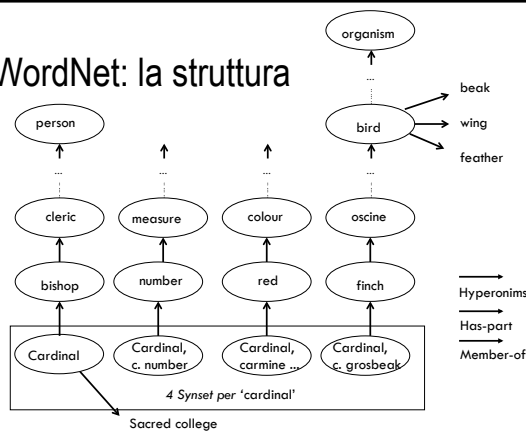 WordNet: la struttura
organism
...
beak
person
bird
wing
feather
...
...
...
...
cleric
measure
colour
oscine
bishop
number
red
finch
Hyperonims
Has-part
Member-of
Cardinal
Cardinal,
c. number
Cardinal,
carmine ...
Cardinal,
c. grosbeak
4 Synset per ‘cardinal’
Sacred college